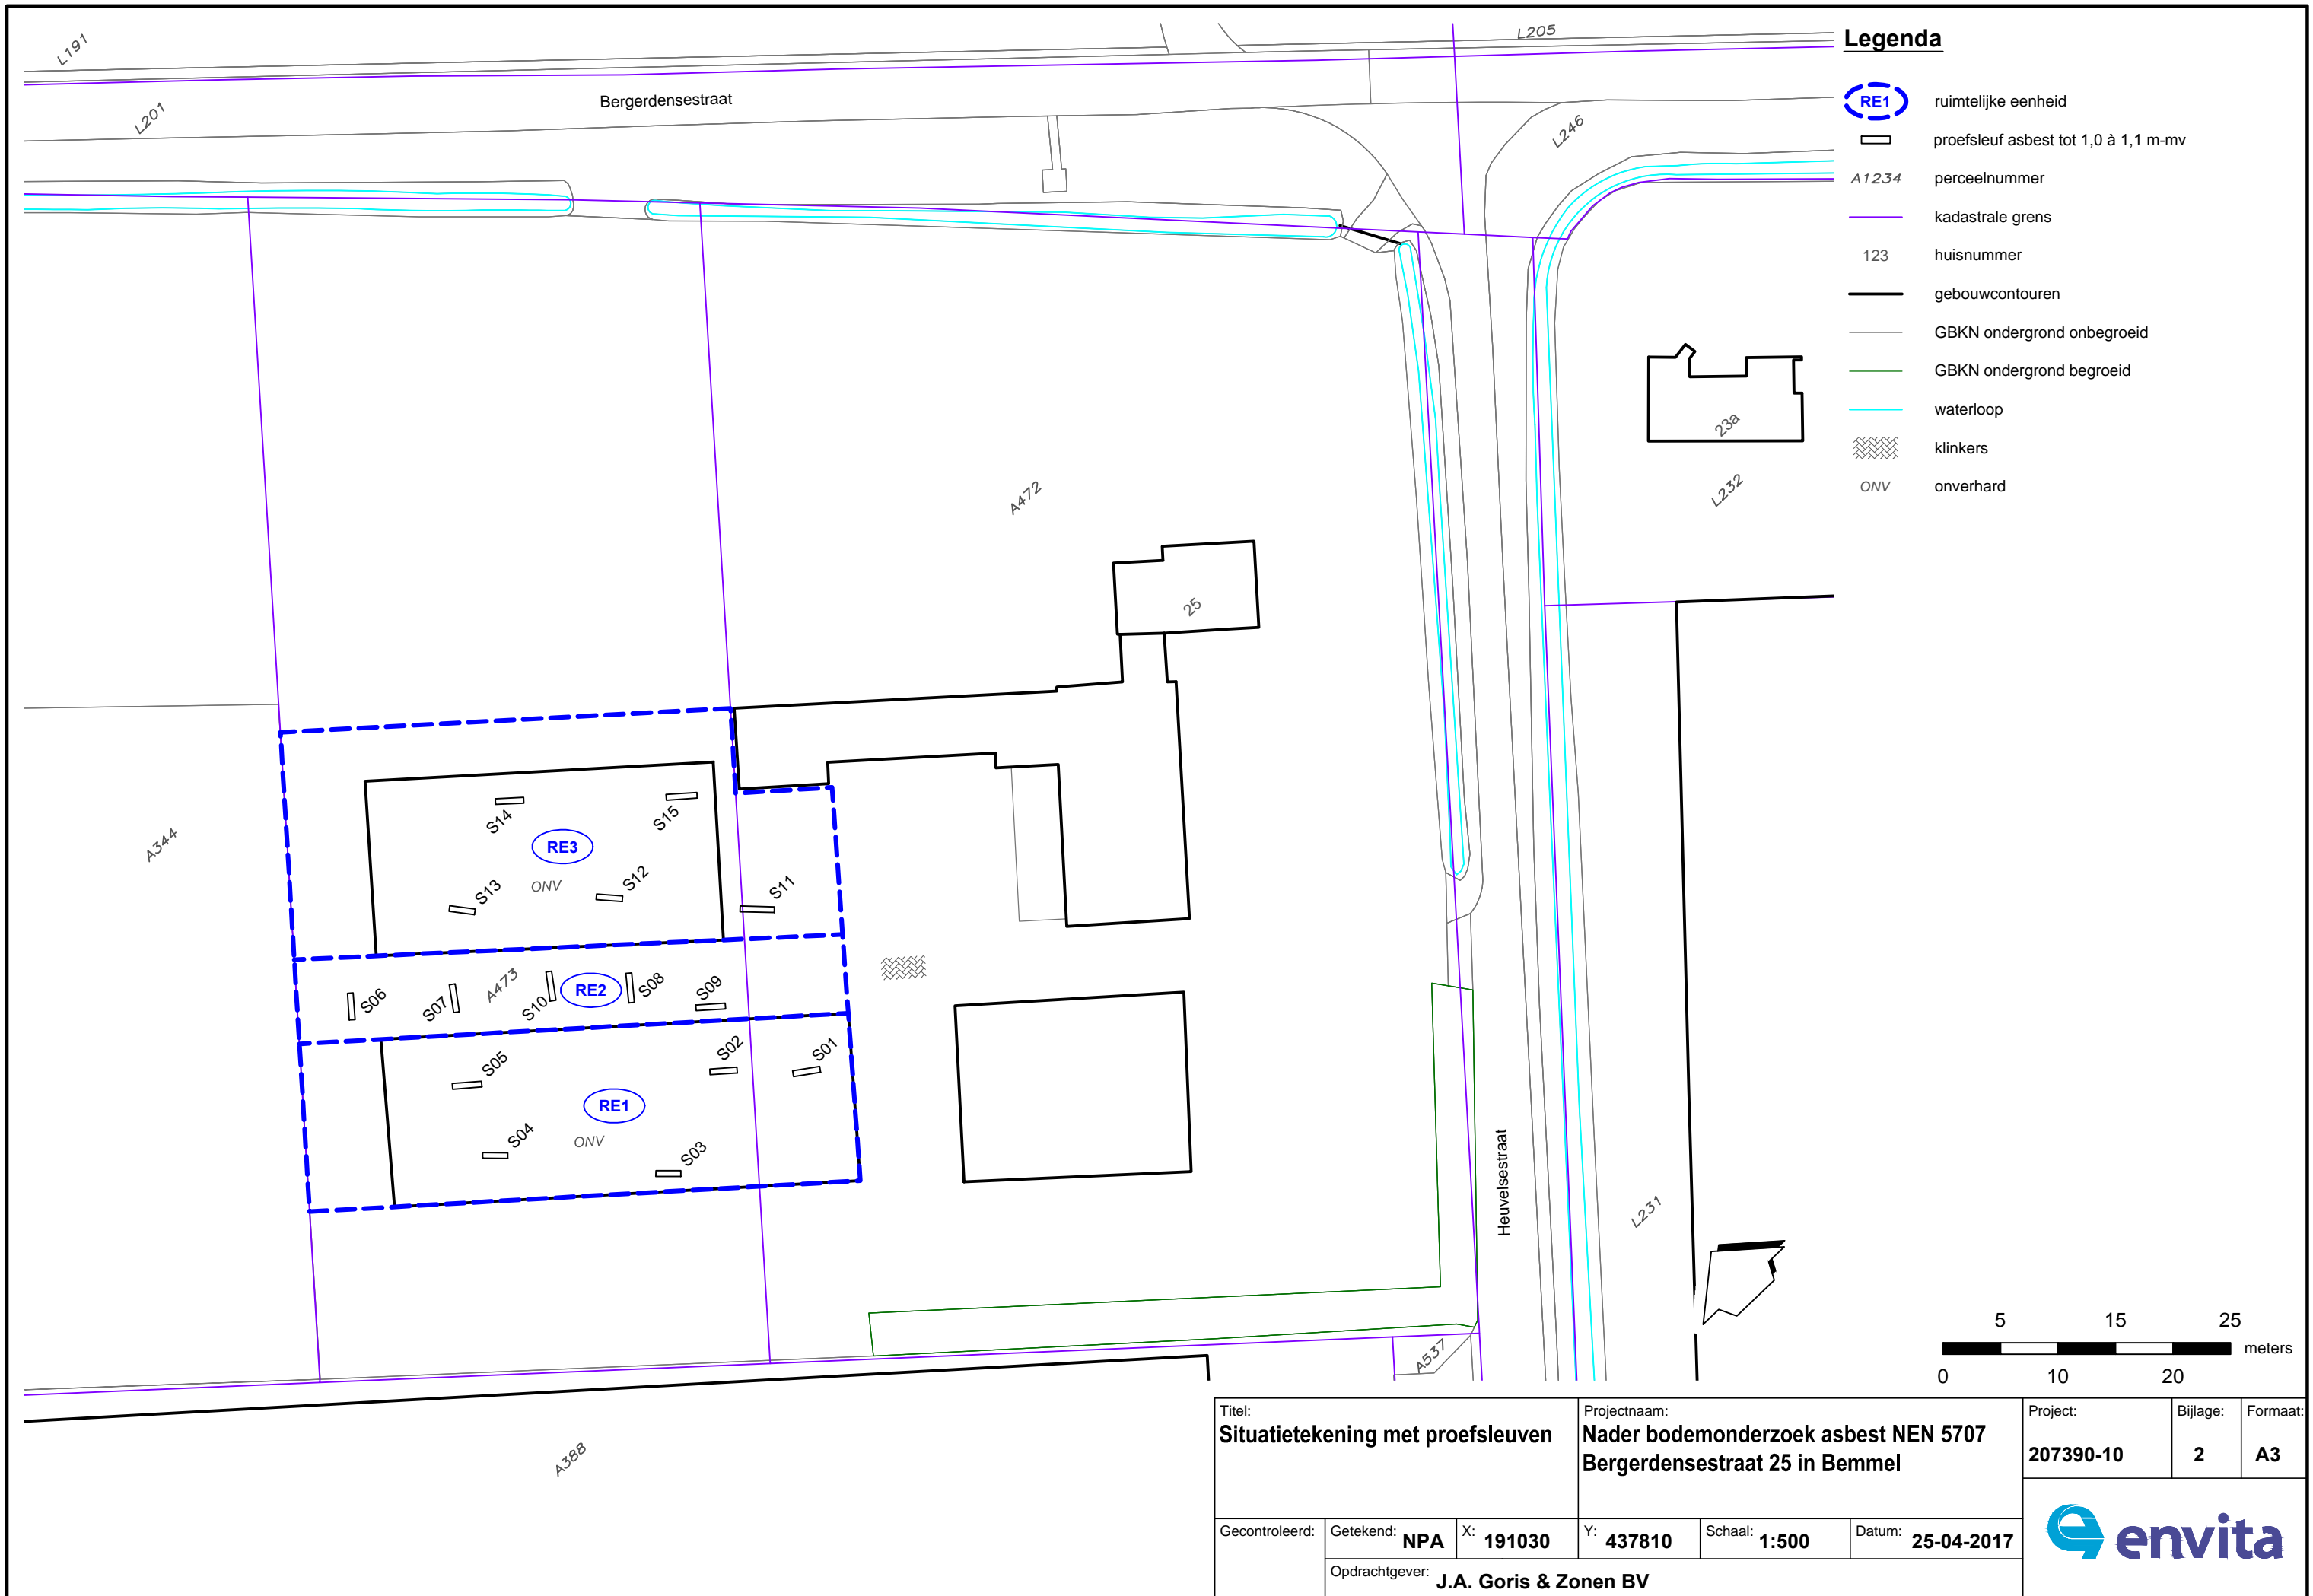 L191
L205
L201
Bergerdensestraat
L246
Legenda
RE1 ruimtelijke eenheid
proefsleuf asbest tot 1,0 à 1,1 m-mv
A1234 perceelnummer
kadastrale grens
123 huisnummer
gebouwcontouren
GBKN ondergrond onbegroeid
GBKN ondergrond begroeid
waterloop
klinkers
ONV onverhard
23a
L232
A472
25
A344
S14
S15
RE3
ONV
S13
S12
S11
S06
S07
A473
S10
RE2
S08
S09
S05
S02
S01
RE1
S04
ONV
S03
Heuvelsestraat
L231
A537
A388
5 15 25
meters
0 10 20
Titel:
Situatietekening met proefsleuven
Projectnaam:
Nader bodemonderzoek asbest NEN 5707
Bergerdensestraat 25 in Bemmel
Project:
207390-10
Bijlage:
2
Formaat:
A3
Gecontroleerd:
Getekend: NPA
X: 191030
Y: 437810
Schaal: 1:500
Datum: 25-04-2017
Opdrachtgever: J.A. Goris & Zonen BV
envita